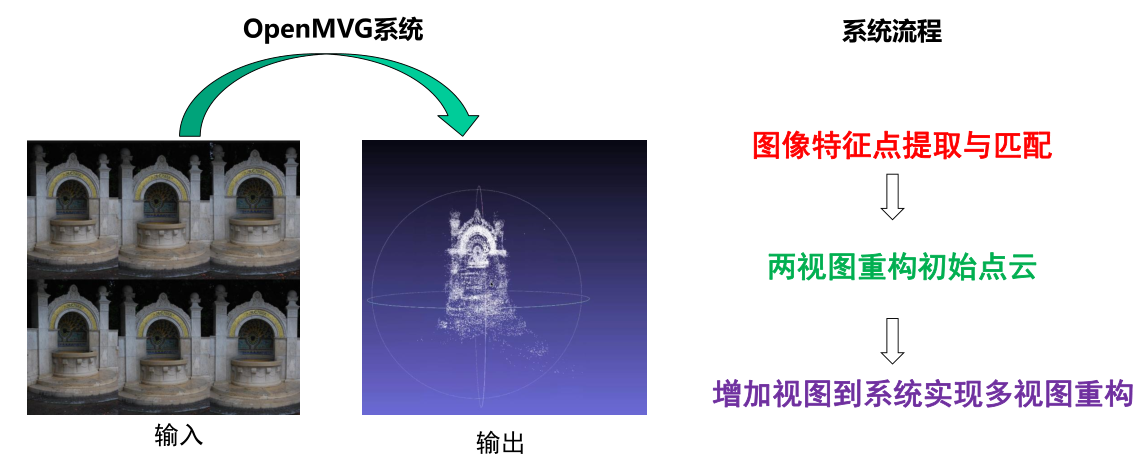 OpenMVG系统
输入
输出
系统流程
图像特征点提取与匹配
两视图重构初始点云
增加视图到系统实现多视图重构